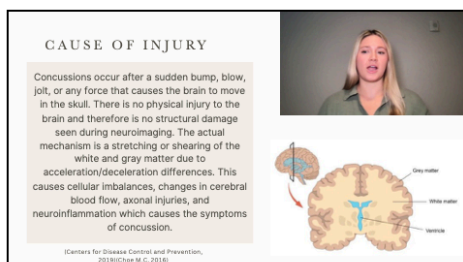 CAUSE OF INJURY
Concussions occur after a sudden bump, blow,
jolt, or any force that causes the brain to move
in the skull. There is no physical injury to the
brain and therefore is no structural damage
seen during neuroimaging. The actual
mechanism is a stretching or shearing of the
white and gray matter due to
acceleration/deceleration differences. This
causes cellular imbalances, changes in cerebral
blood flow, axonal injuries, and
neuroinflammation which causes the symptoms
of concussion.
(Centers for Disease Control and Prevention,
2019)(Choe M.C, 2016)
Grey matter
White matter
Ventricle